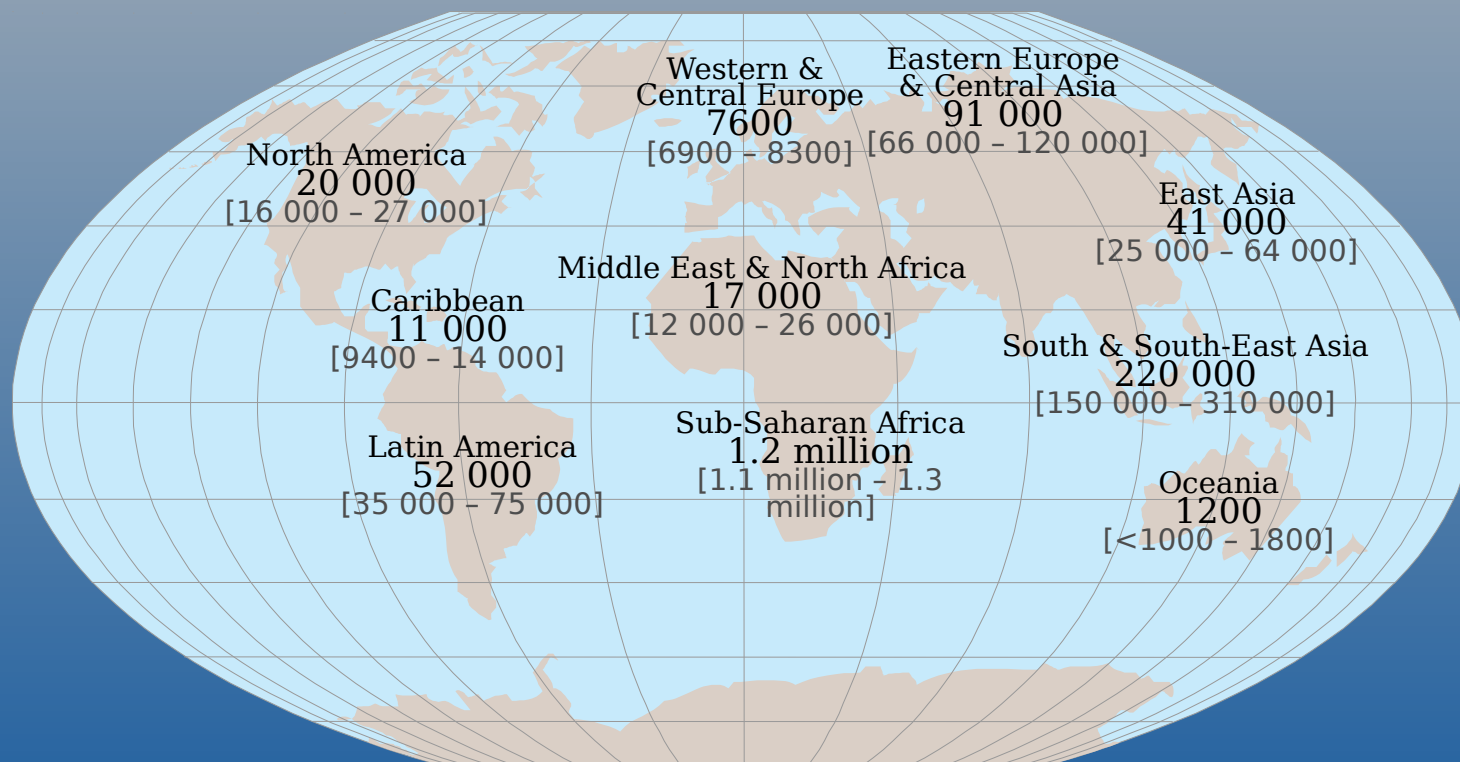 Western &
Central Europe
7600
[6900 – 8300]
Eastern Europe
& Central Asia
91 000
[66 000 – 120 000]
North America
20 000
[16 000 – 27 000]
East Asia
41 000
[25 000 – 64 000]
Middle East & North Africa
17 000
[12 000 – 26 000]
Caribbean
11 000
[9400 – 14 000]
South & South-East Asia
220 000
[150 000 – 310 000]
Sub-Saharan Africa
1.2 million
[1.1 million – 1.3
million]
Latin America
52 000
[35 000 – 75 000]
Oceania
1200
[<1000 – 1800]